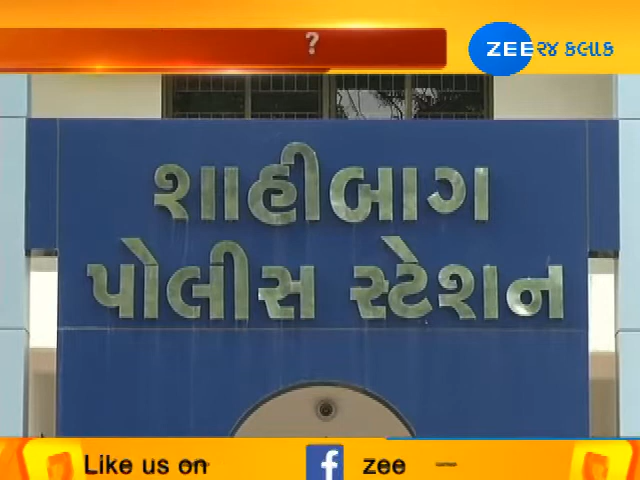 ?
ZEE ૨૪ કલાક
શાહીબાગ
પોલીસ સ્ટેશન
Like us on
zee